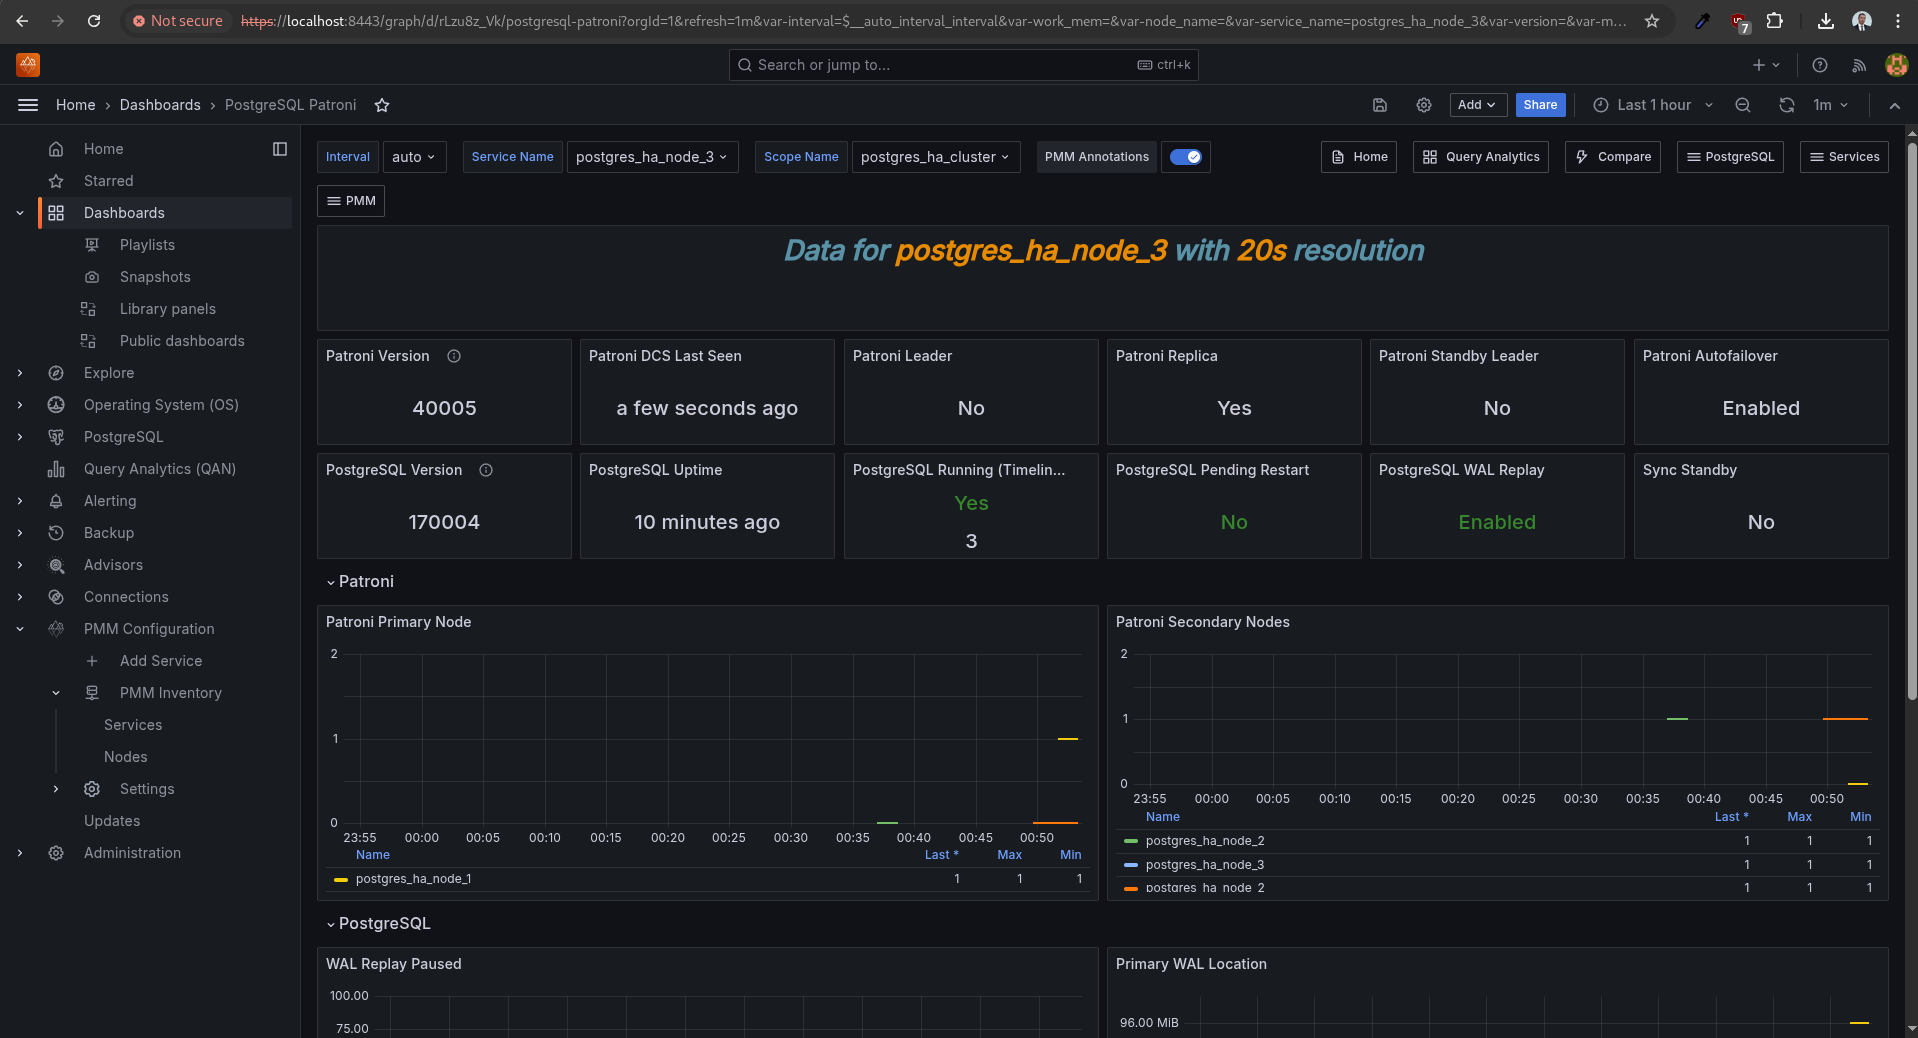 Not secure https://localhost:8443/graph/d/rLzu8z_Vk/postgresql-patroni?orgId=1&refresh=1m&var-interval=$__auto_interval_interval&var-work_mem=&var-node_name=&var-service_name=postgres_ha_node_3&var-version=&var-m... 7
Search or jump to... ctrl+k
Home › Dashboards › PostgreSQL Patroni Add Share Last 1 hour 1m
Home
Starred
Dashboards
Playlists
Snapshots
Library panels
Public dashboards
Explore
Operating System (OS)
PostgreSQL
Query Analytics (QAN)
Alerting
Backup
Advisors
Connections
PMM Configuration
Add Service
PMM Inventory
Services
Nodes
Settings
Updates
Administration
Interval auto Service Name postgres_ha_node_3 Scope Name postgres_ha_cluster PMM Annotations Home Query Analytics Compare PostgreSQL Services
PMM
Data for postgres_ha_node_3 with 20s resolution
Patroni Version Patroni DCS Last Seen Patroni Leader Patroni Replica Patroni Standby Leader Patroni Autofailover
40005 a few seconds ago No Yes No Enabled
PostgreSQL Version PostgreSQL Uptime PostgreSQL Running (Timelin... PostgreSQL Pending Restart PostgreSQL WAL Replay Sync Standby
170004 10 minutes ago Yes No Enabled No
3
Patroni
Patroni Primary Node
2
1
0
23:55 00:00 00:05 00:10 00:15 00:20 00:25 00:30 00:35 00:40 00:45 00:50
Name Last * Max Min
postgres_ha_node_1 1 1 1
Patroni Secondary Nodes
2
1
0
23:55 00:00 00:05 00:10 00:15 00:20 00:25 00:30 00:35 00:40 00:45 00:50
Name Last * Max Min
postgres_ha_node_2 1 1 1
postgres_ha_node_3 1 1 1
postgres_ha_node_2 1 1 1
PostgreSQL
WAL Replay Paused
100.00
75.00
Primary WAL Location
96.00 MiB